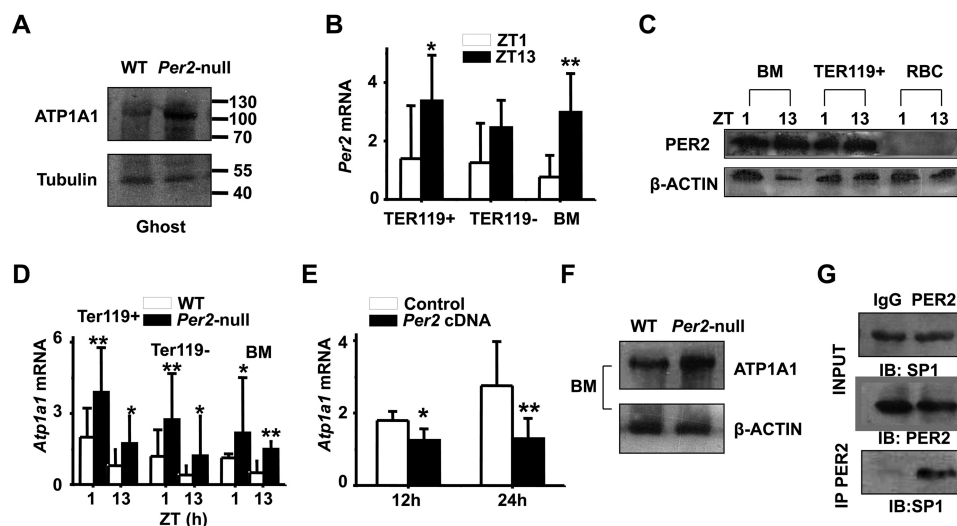 A
WT Per2-null
ATP1A1
130
100
70
Tubulin
55
40
Ghost
B
ZT1
ZT13
Per2 mRNA
4
2
0
*
**
TER119+ TER119- BM
C
BM TER119+ RBC
ZT 1 13 1 13 1 13
PER2
β-ACTIN
D
WT
Per2-null
Ter119+
Ter119-
BM
Atp1a1 mRNA
6
3
0
** * ** * * **
1 13 1 13 1 13
ZT (h)
E
Control
Per2 cDNA
Atp1a1 mRNA
4
2
0
* **
12h 24h
F
WT Per2-null
BM
ATP1A1
β-ACTIN
G
IgG PER2
INPUT
IB: SP1
IB: PER2
IP PER2
IB:SP1